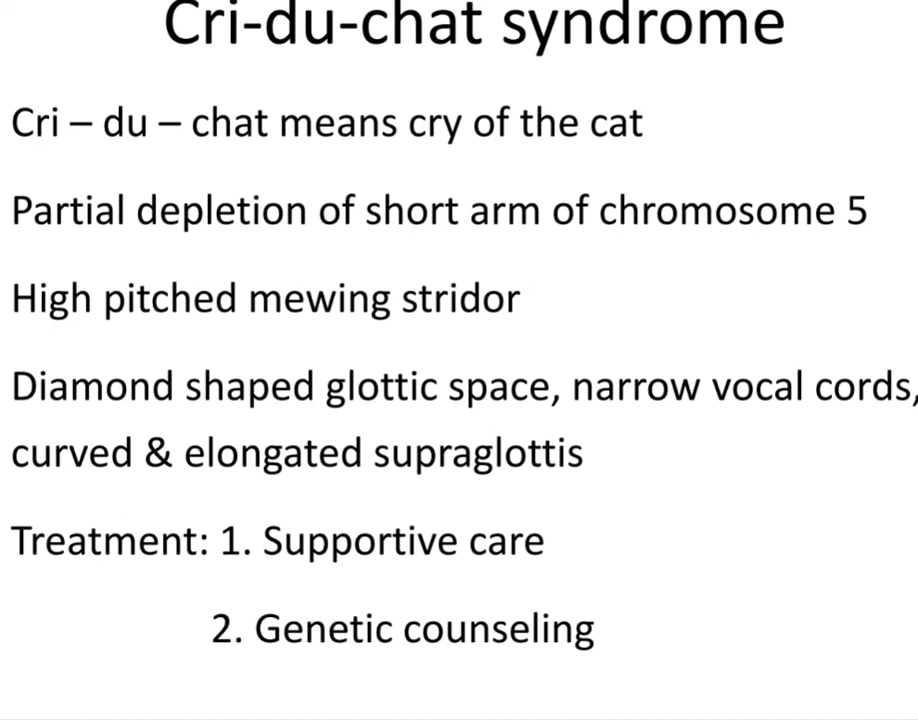 Cri-du-chat syndrome
Cri – du – chat means cry of the cat
Partial depletion of short arm of chromosome 5
High pitched mewing stridor
Diamond shaped glottic space, narrow vocal cords,
curved & elongated supraglottis
Treatment: 1. Supportive care
2. Genetic counseling